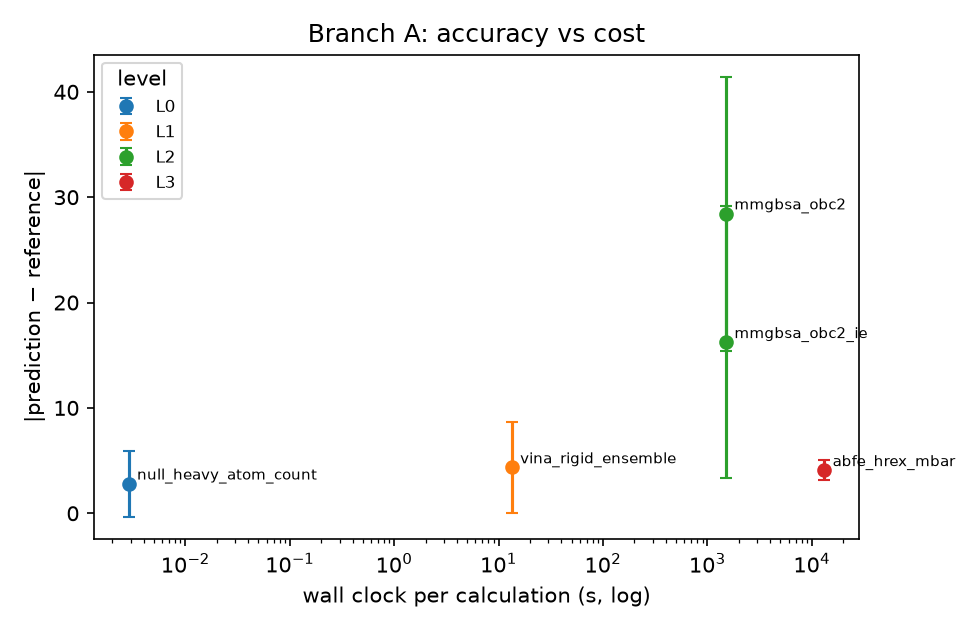 Branch A: accuracy vs cost
level
L0
L1
L2
L3
|prediction − reference|
40
30
20
10
0
mmgbsa_obc2
mmgbsa_obc2_ie
vina_rigid_ensemble
abfe_hrex_mbar
null_heavy_atom_count
10⁻² 10⁻¹ 10⁰ 10¹ 10² 10³ 10⁴
wall clock per calculation (s, log)